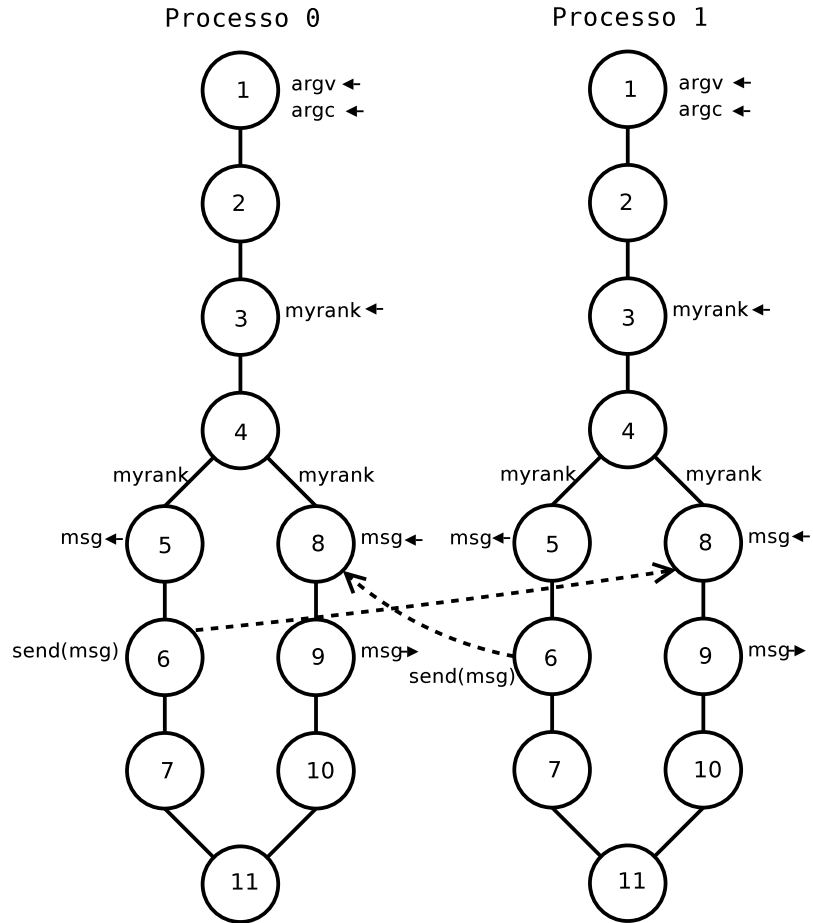 Processo 0
1
argv
argc
2
3
myrank
4
myrank
myrank
msg
5
8
msg
send(msg)
6
9
msg
7
10
11
Processo 1
1
argv
argc
2
3
myrank
4
myrank
myrank
msg
5
8
msg
send(msg)
6
9
msg
7
10
11